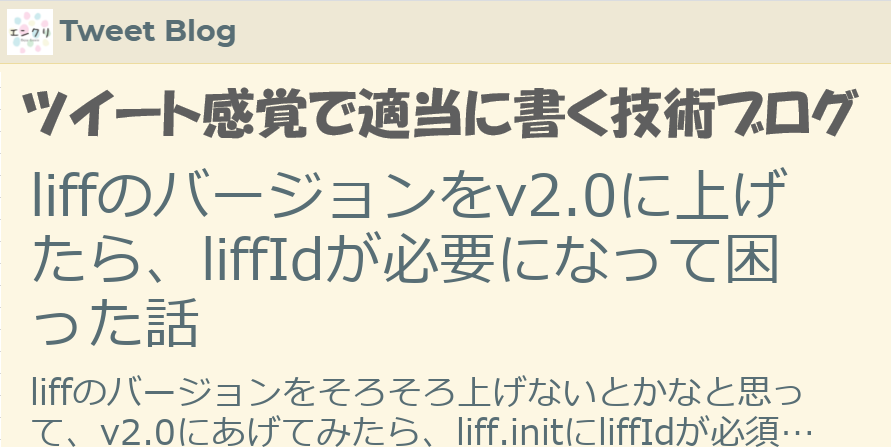 エンクリ
Tweet Blog
ツイート感覚で適当に書く技術ブログ
liffのバージョンをv2.0に上げ
たら、liffIdが必要になって困
った話
liffのバージョンをそろそろ上げないとかなと思っ
て、v2.0にあげてみたら、liff.initにliffIdが必須…